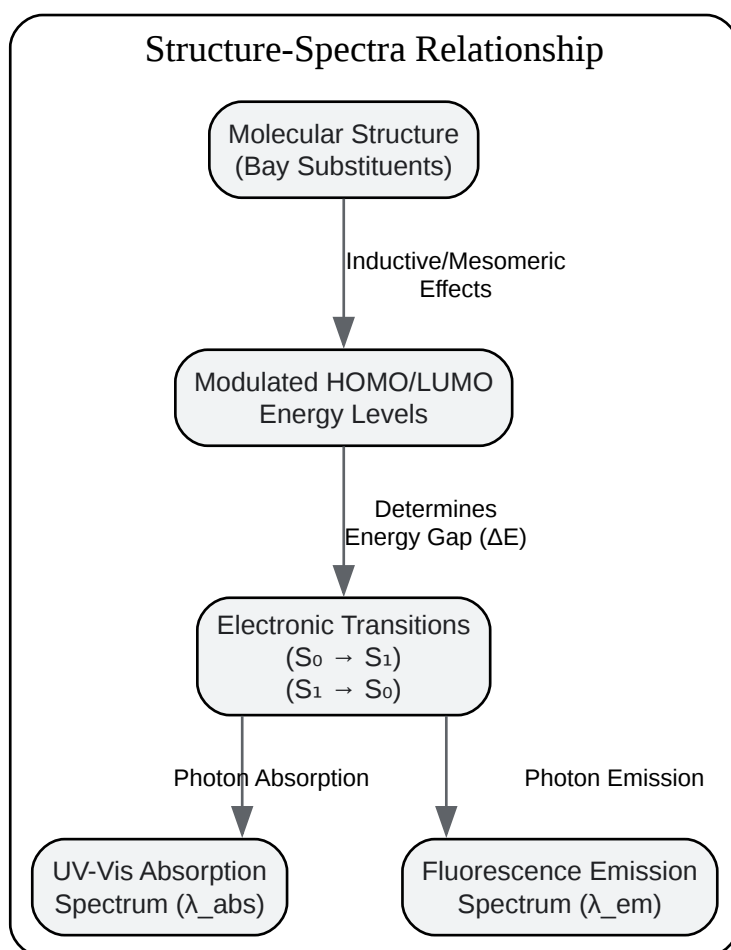 Structure-Spectra Relationship
Molecular Structure
(Bay Substituents)
Inductive/Mesomeric
Effects
Modulated HOMO/LUMO
Energy Levels
Determines
Energy Gap (ΔE)
Electronic Transitions
(S₀ → S₁)
(S₁ → S₀)
Photon Absorption
Photon Emission
UV-Vis Absorption
Spectrum (λ_abs)
Fluorescence Emission
Spectrum (λ_em)